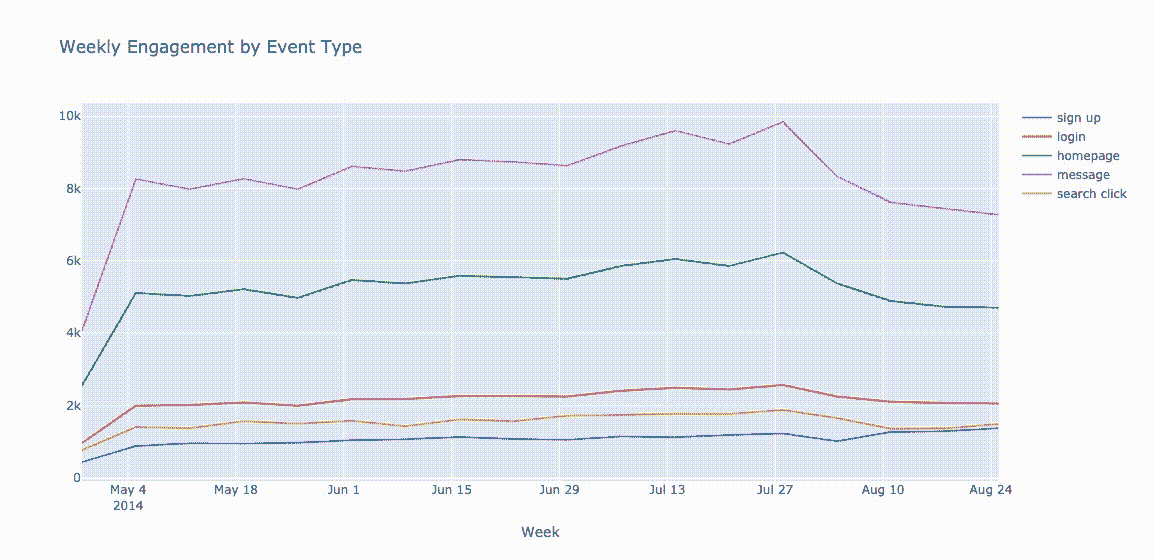 Weekly Engagement by Event Type
10k
8k
6k
4k
2k
0
May 4
2014
May 18
Jun 1
Jun 15
Jun 29
Jul 13
Jul 27
Aug 10
Aug 24
Week
sign up
login
homepage
message
search click